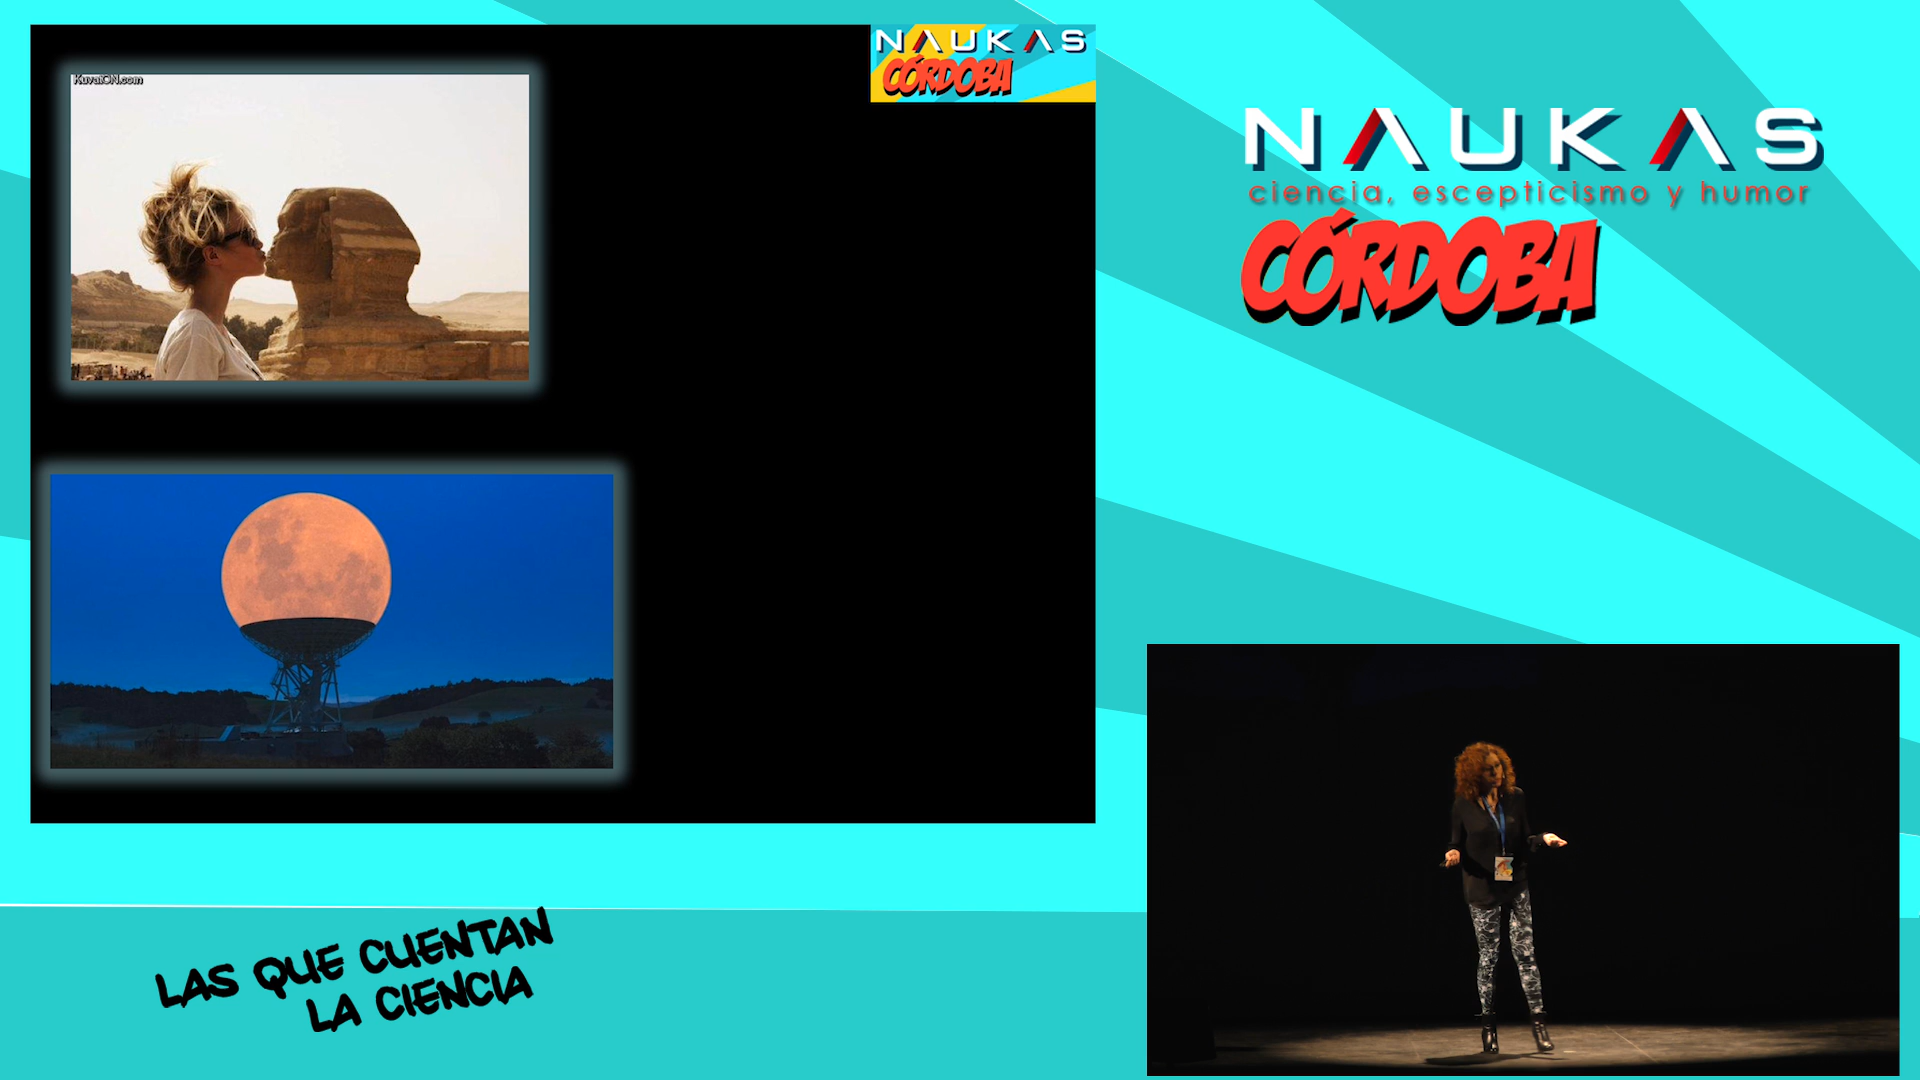 KuvatON.com
NAUKAS
CÓRDOBA
NAUKAS
ciencia, escepticismo y humor
CÓRDOBA
LAS QUE CUENTAN
LA CIENCIA